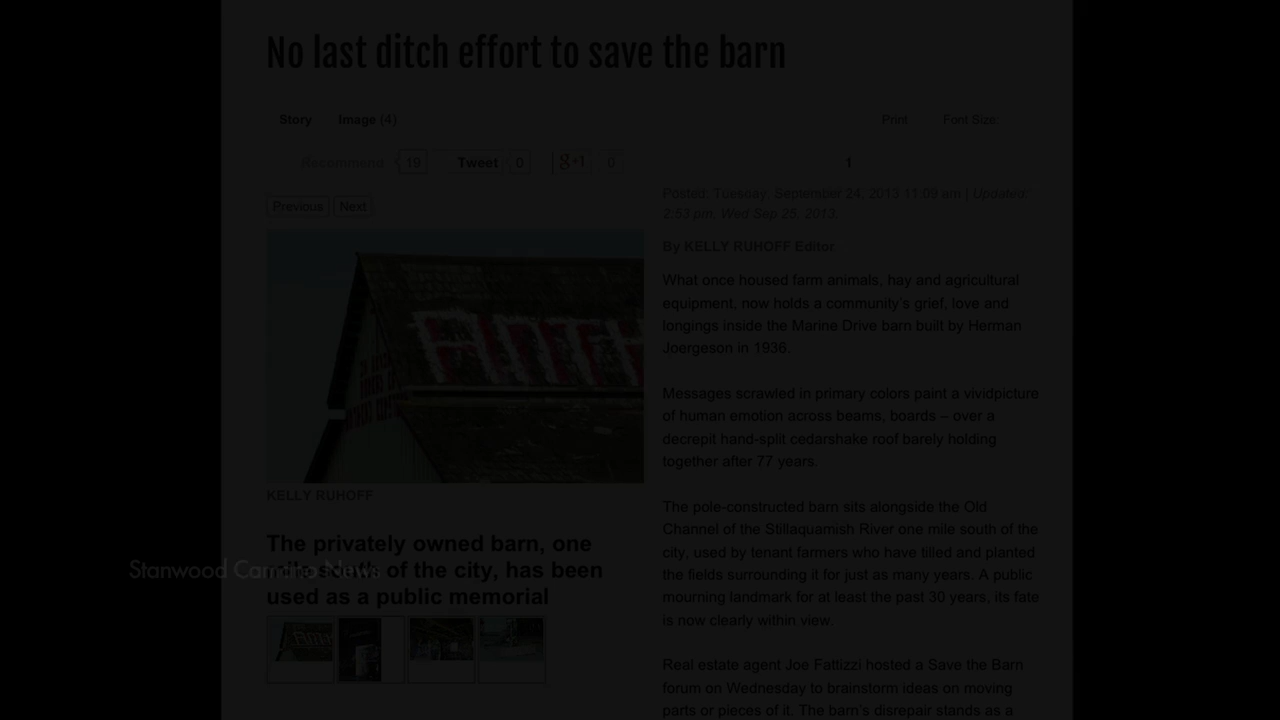 No last ditch effort to save the barn
Story Image (4) Print Font Size:
Recommend 19 Tweet 0 g+1 0 1
Previous Next
Posted: Tuesday, September 24, 2013 11:09 am | Updated:
2:53 pm, Wed Sep 25, 2013.
By KELLY RUHOFF Editor
What once housed farm animals, hay and agricultural
equipment, now holds a community's grief, love and
longings inside the Marine Drive barn built by Herman
Joergeson in 1936.
Messages scrawled in primary colors paint a vividpicture
of human emotion across beams, boards – over a
decrepit hand-split cedarshake roof barely holding
together after 77 years.
The pole-constructed barn sits alongside the Old
Channel of the Stillaquamish River one mile south of the
city, used by tenant farmers who have tilled and planted
the fields surrounding it for just as many years. A public
mourning landmark for at least the past 30 years, its fate
is now clearly within view.
Real estate agent Joe Fattizzi hosted a Save the Barn
forum on Wednesday to brainstorm ideas on moving
parts or pieces of it. The barn's disrepair stands as a
KELLY RUHOFF
The privately owned barn, one
mile south of the city, has been
used as a public memorial
Stanwood Camano News